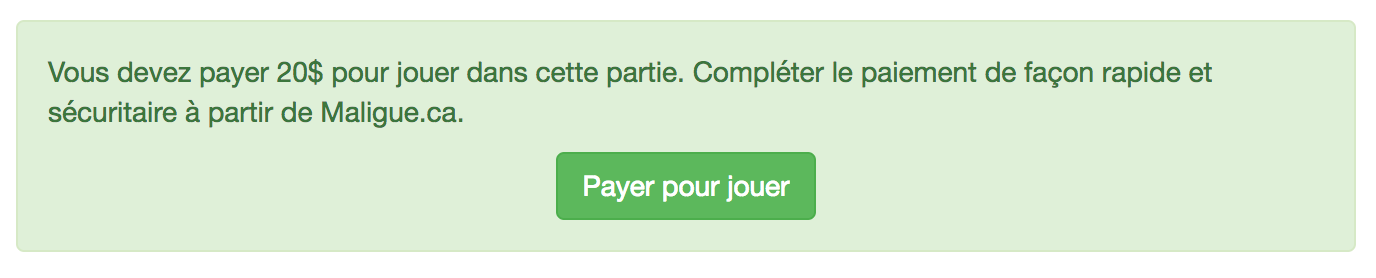 Vous devez payer 20$ pour jouer dans cette partie. Compléter le paiement de façon rapide et
sécuritaire à partir de Maligue.ca.
Payer pour jouer